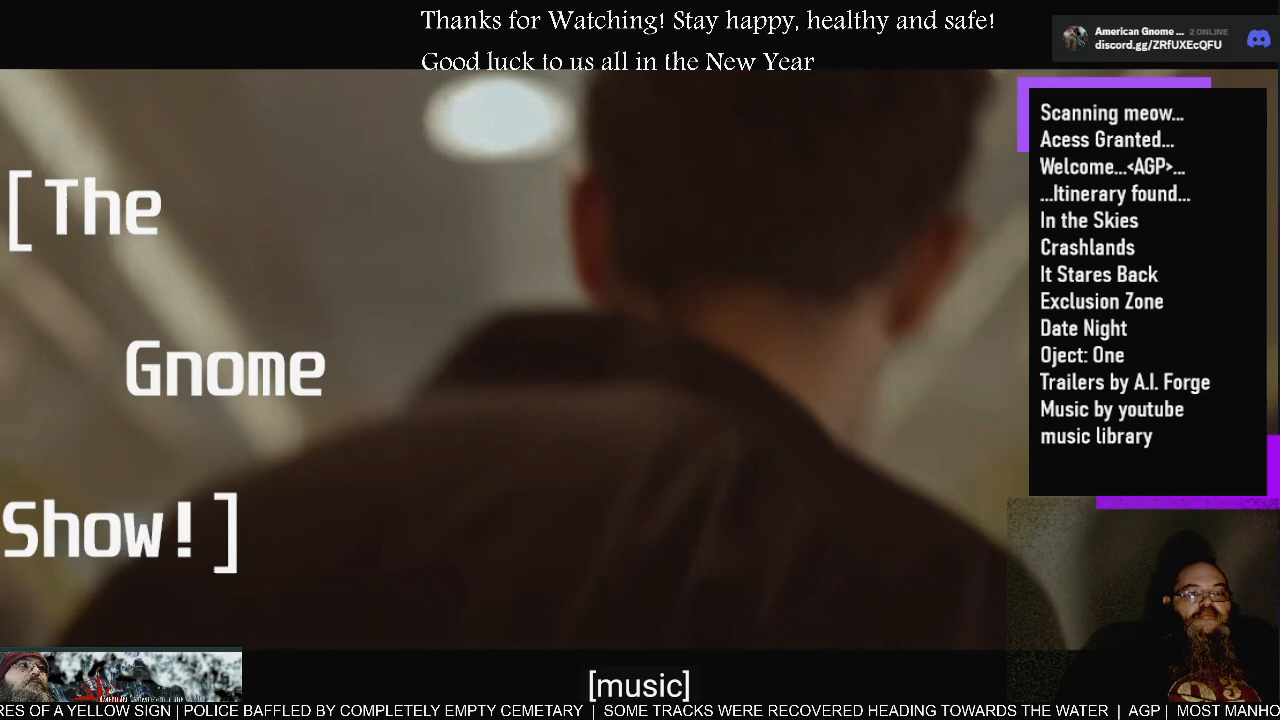 Thanks for Watching! Stay happy, healthy and safe!
Good luck to us all in the New Year
American Gnome ... 2 ONLINE
discord.gg/ZRfUXEcQFU
[The
Gnome
Show!]
Scanning meow...
Acess Granted...
Welcome...<AGP>...
...Itinerary found...
In the Skies
Crashlands
It Stares Back
Exclusion Zone
Date Night
Oject: One
Trailers by A.I. Forge
Music by youtube
music library
[music]
RES OF A YELLOW SIGN | POLICE BAFFLED BY COMPLETELY EMPTY CEMETARY | SOME TRACKS WERE RECOVERED HEADING TOWARDS THE WATER | AGP | MOST MANHO